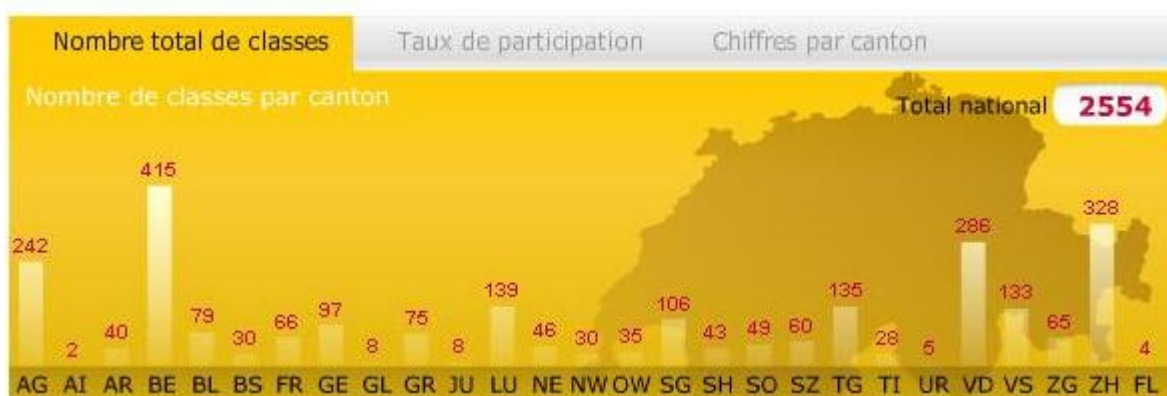 Nombre total de classes Taux de participation Chiffres par canton
Nombre de classes par canton Total national 2554
415
328
286
242
139 135 133
97 106
79 66 75 46 30 35 43 49 60 28 65
2 40 30 8 8 5 4
AG AI AR BE BL BS FR GE GL GR JU LU NE NW OW SG SH SO SZ TG TI UR VD VS ZG ZH FL